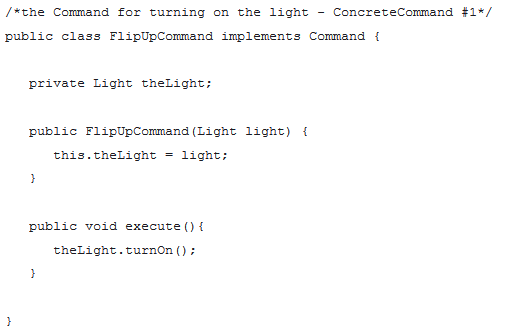 /*the Command for turning on the light - ConcreteCommand #1*/
public class FlipUpCommand implements Command {
private Light theLight;
public FlipUpCommand(Light light) {
this.theLight = light;
}
public void execute(){
theLight.turnOn();
}
}